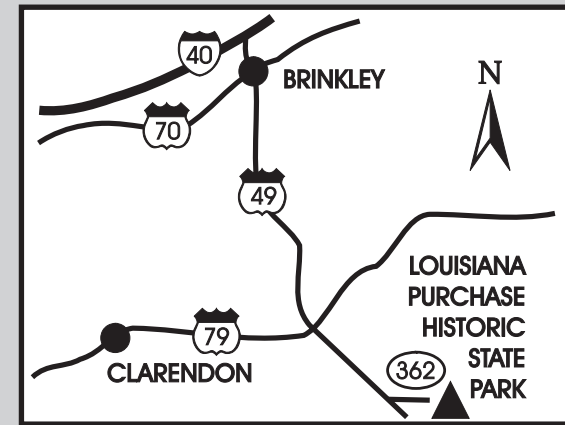 40
BRINKLEY
N
70
49
LOUISIANA
PURCHASE
HISTORIC
STATE
PARK
79
CLARENDON
362